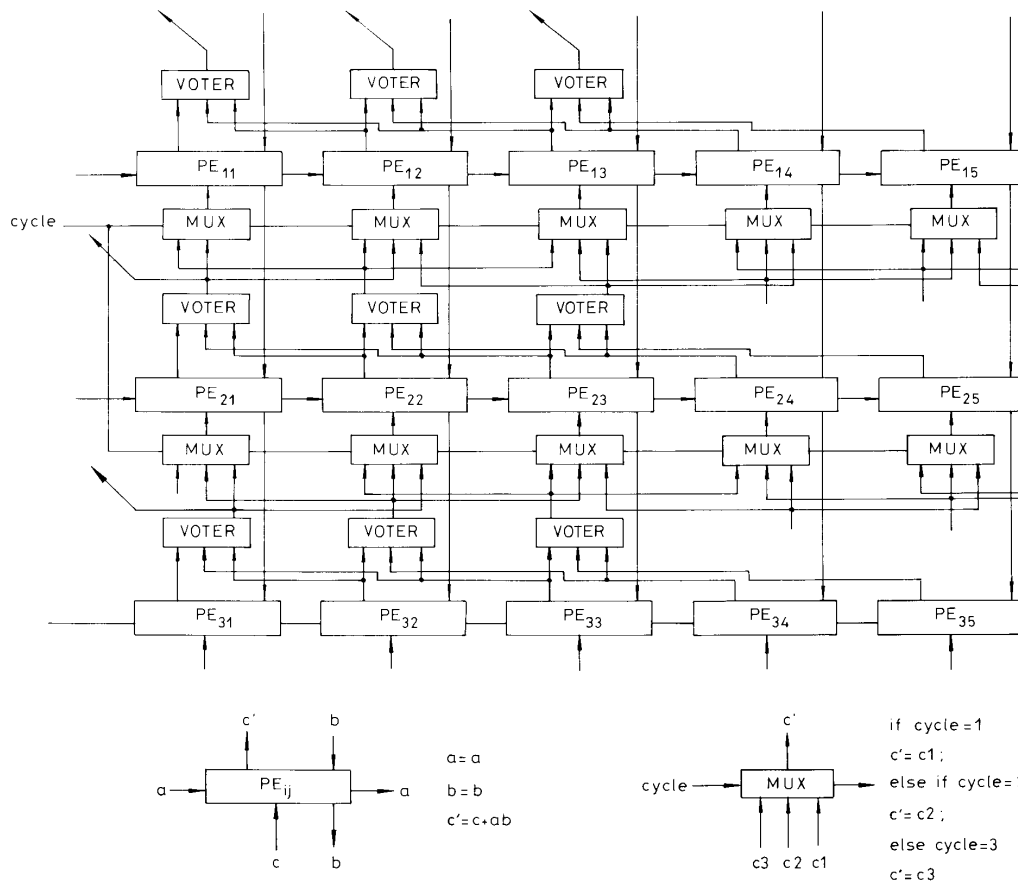 VOTER VOTER VOTER
PE11 PE12 PE13 PE14 PE15
cycle MUX MUX MUX MUX MUX
VOTER VOTER VOTER
PE21 PE22 PE23 PE24 PE25
MUX MUX MUX MUX MUX
VOTER VOTER VOTER
PE31 PE32 PE33 PE34 PE35
c' b
a PEij a
c b
a=a
b=b
c'=c+ab
c'
cycle MUX
c3 c2 c1
if cycle=1
c'=c1;
else if cycle=
c'=c2;
else cycle=3
c'=c3